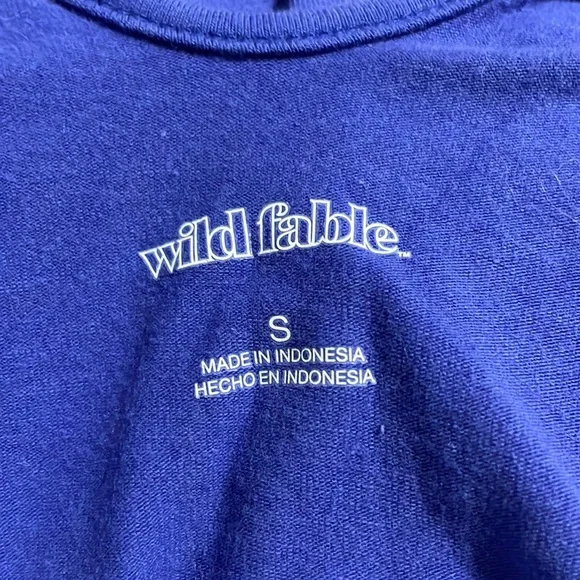 wild fable™
S
MADE IN INDONESIA
HECHO EN INDONESIA